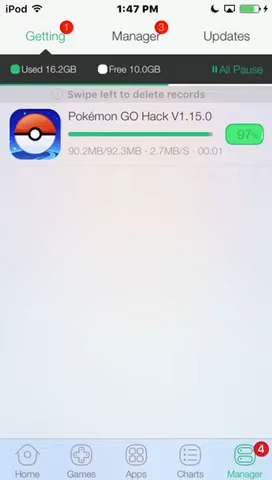 iPod 1:47 PM
Getting 1 Manager 3 Updates
Used 16.2GB Free 10.0GB All Pause
Swipe left to delete records
Pokémon GO Hack V1.15.0
97%
90.2MB/92.3MB - 2.7MB/S - 00:01
Home Games Apps Charts Manager 4